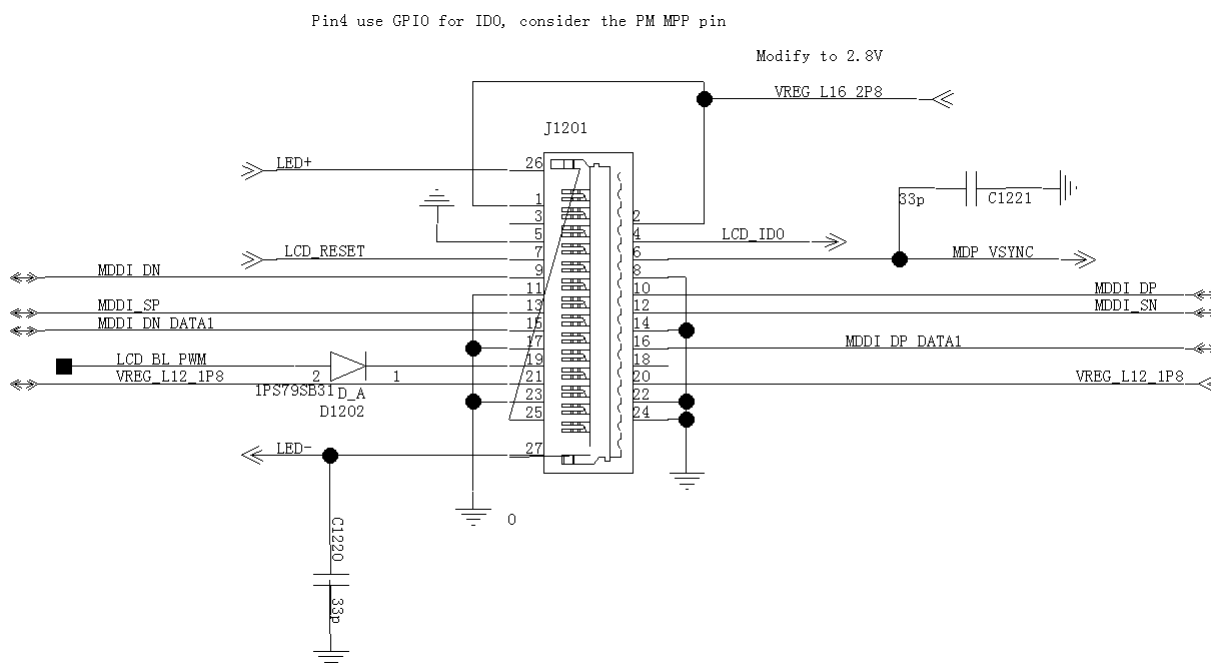 Pin4 use GPIO for ID0, consider the PM MPP pin
Modify to 2.8V
VREG_L16_2P8
J1201
LED+
26
1
3
2
33p
C1221
5
4
LCD_ID0
LCD_RESET
7
6
MDP_VSYNC
MDDI_DN
9
8
11
10
MDDI_DP
MDDI_SP
13
12
MDDI_SN
MDDI_DN_DATA1
15
14
17
16
MDDI_DP_DATA1
LCD_BL_PWM
19
18
VREG_L12_1P8
2
1
21
20
VREG_L12_1P8
1PS79SB31
D_A
D1202
23
22
25
24
LED-
27
0
C1220
33p